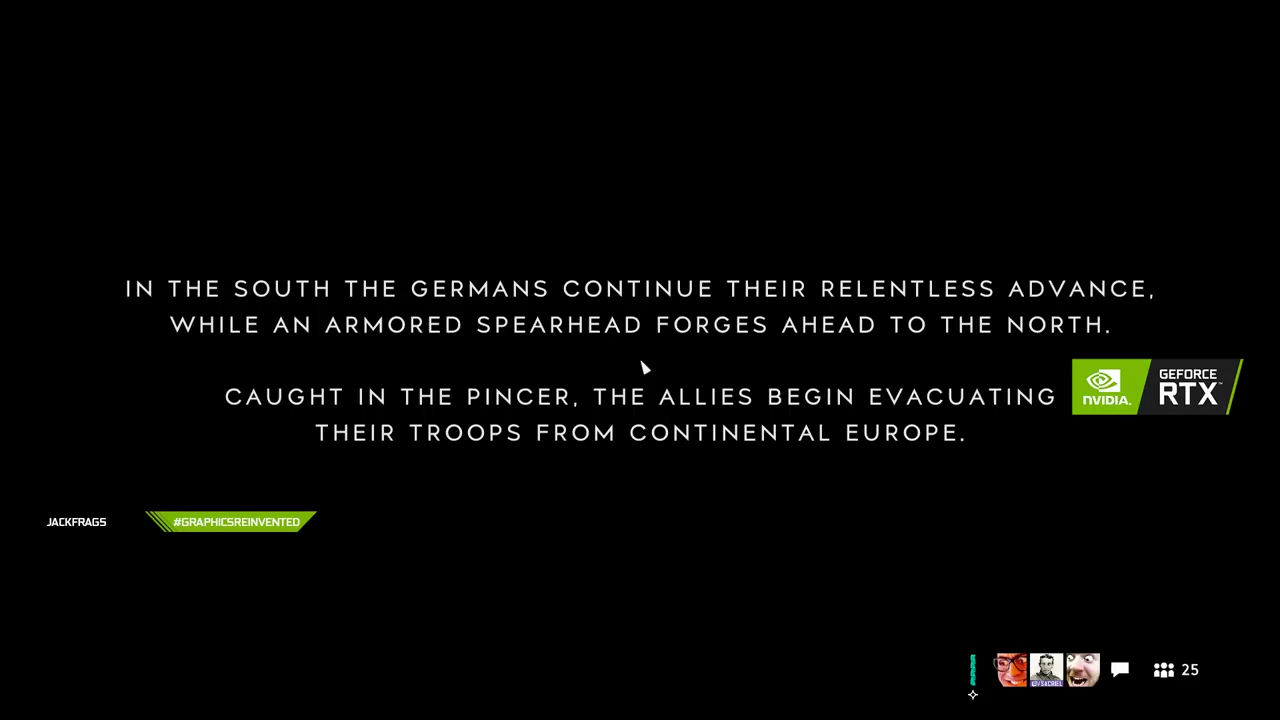 IN THE SOUTH THE GERMANS CONTINUE THEIR RELENTLESS ADVANCE,
WHILE AN ARMORED SPEARHEAD FORGES AHEAD TO THE NORTH.
CAUGHT IN THE PINCER, THE ALLIES BEGIN EVACUATING
THEIR TROOPS FROM CONTINENTAL EUROPE.
NVIDIA.
GEFORCE
RTX™
JACKFRAGS
#GRAPHICSREINVENTED
25